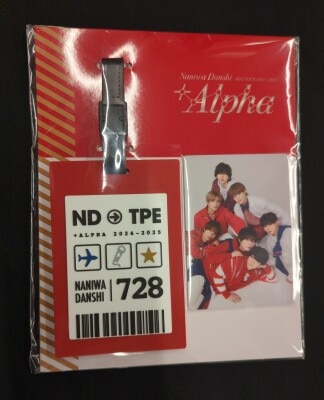 Naniwa Danshi
+Alpha
ND → TPE
+ALPHA 2024-2025
NANIWA
DANSHI
728